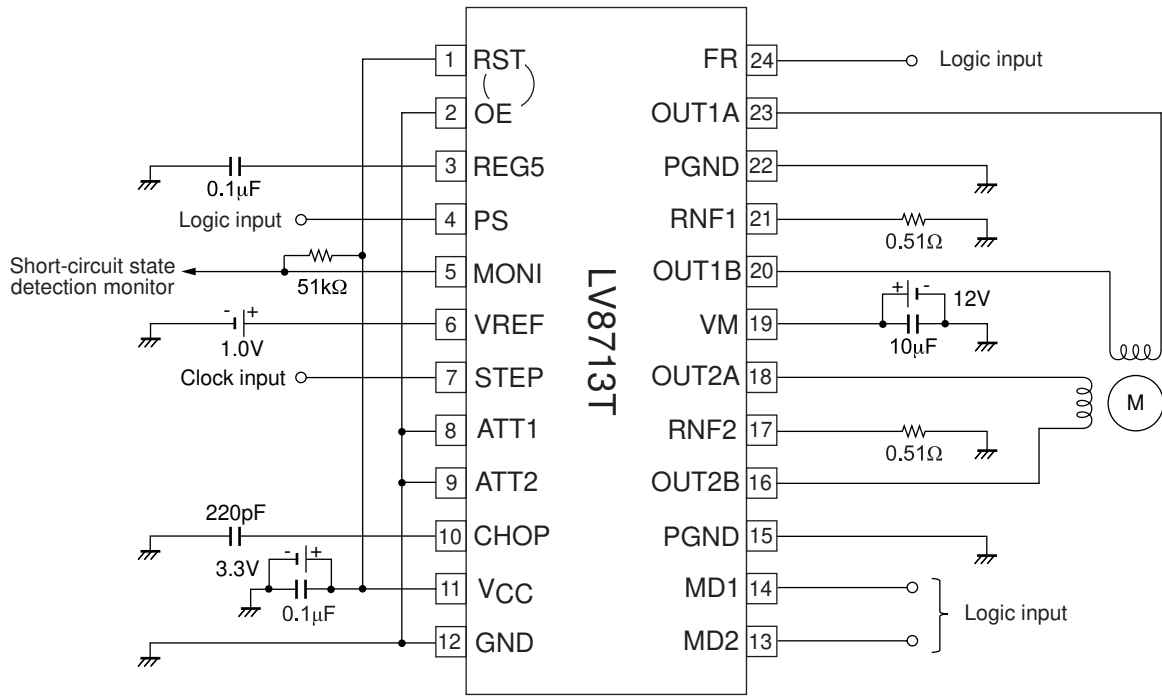 1 RST
2 OE
3 REG5
0.1µF
Logic input
4 PS
Short-circuit state
detection monitor
51kΩ
5 MONI
- +
1.0V
6 VREF
Clock input
7 STEP
8 ATT1
9 ATT2
220pF
10 CHOP
- +
3.3V
0.1µF
11 VCC
12 GND
LV8713T
FR 24
Logic input
OUT1A 23
PGND 22
RNF1 21
0.51Ω
OUT1B 20
+ -
12V
VM 19
10µF
OUT2A 18
M
RNF2 17
0.51Ω
OUT2B 16
PGND 15
MD1 14
Logic input
MD2 13